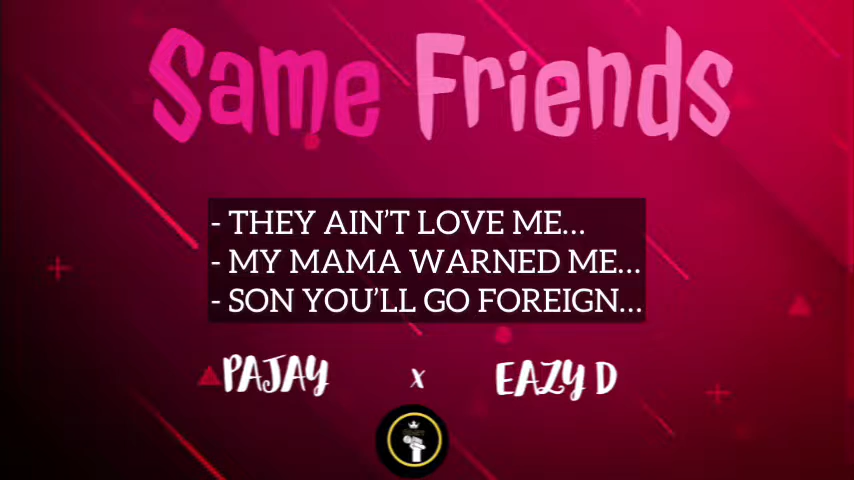 Same Friends
- THEY AIN’T LOVE ME...
- MY MAMA WARNED ME...
- SON YOU’LL GO FOREIGN...
PAJAY x EAZY D